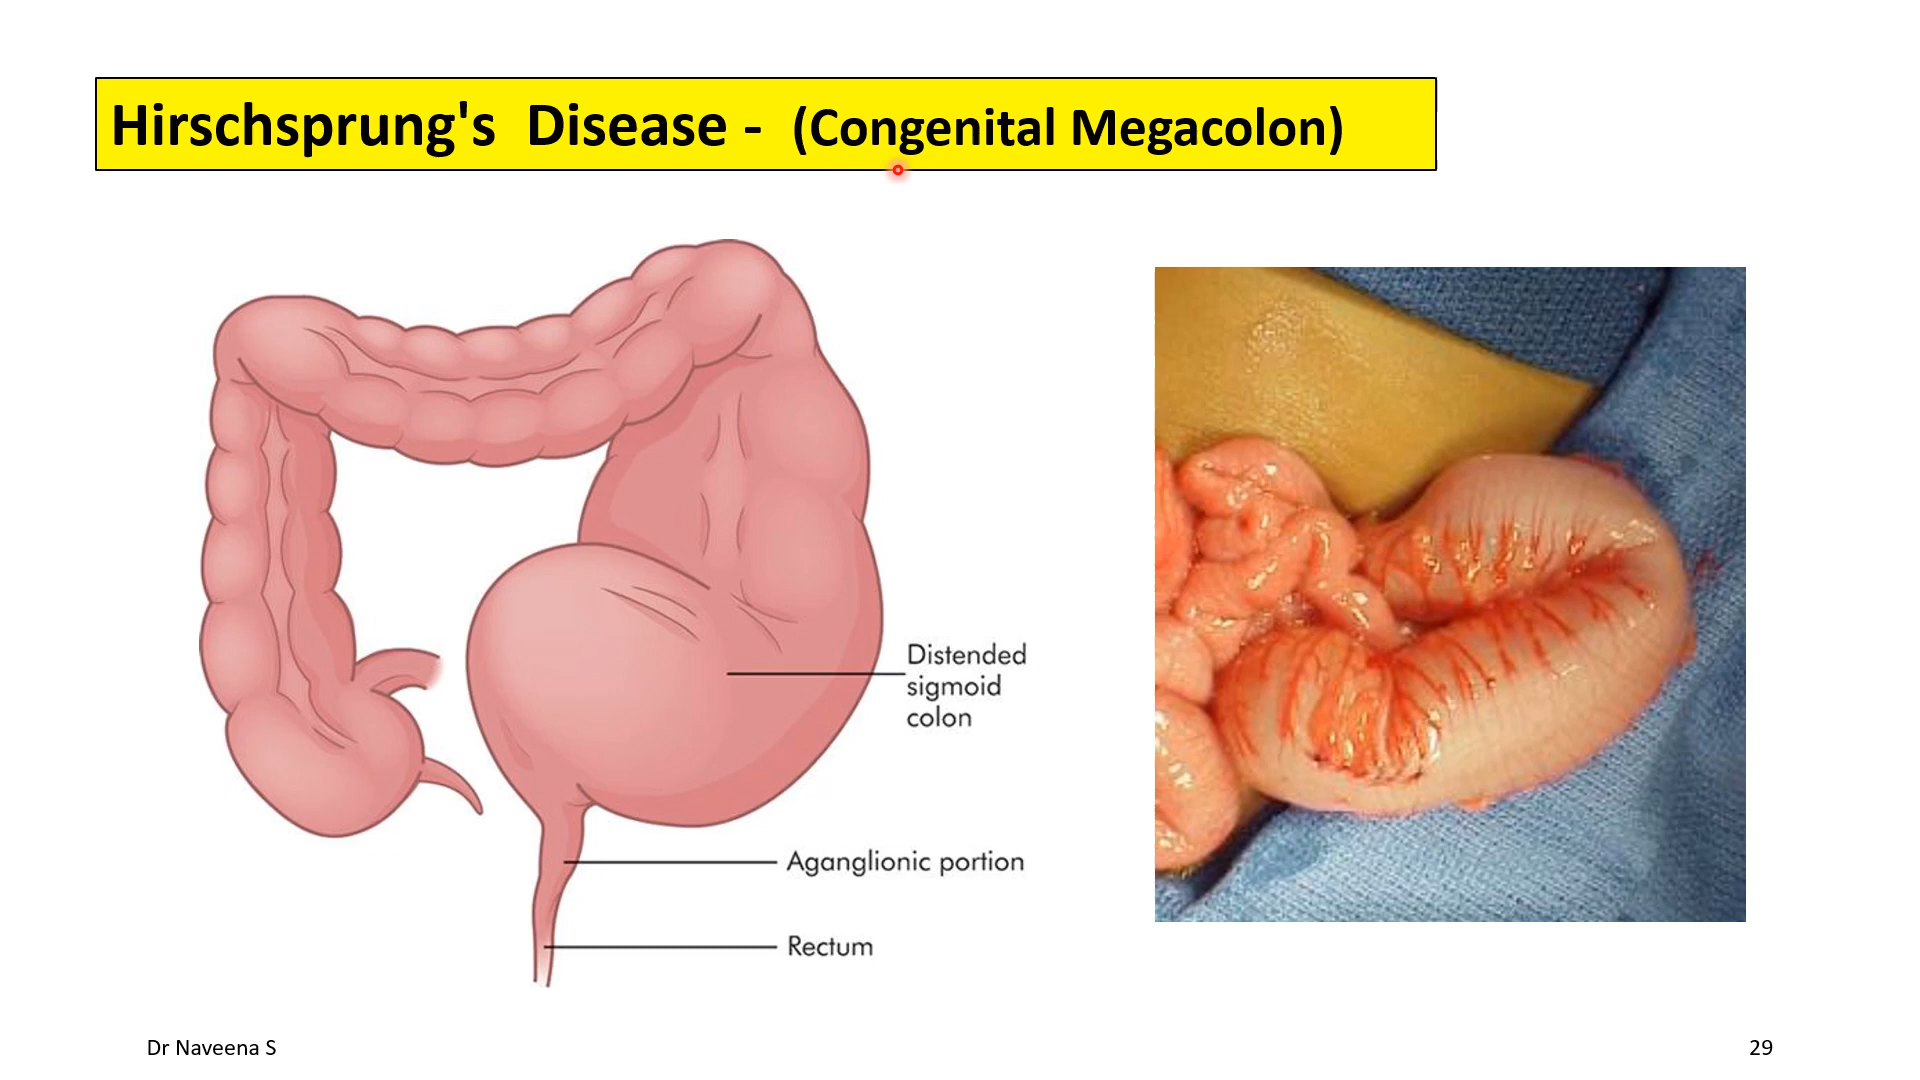 Hirschsprung's Disease - (Congenital Megacolon)
Distended
sigmoid
colon
Aganglionic portion
Rectum
Dr Naveena S
29